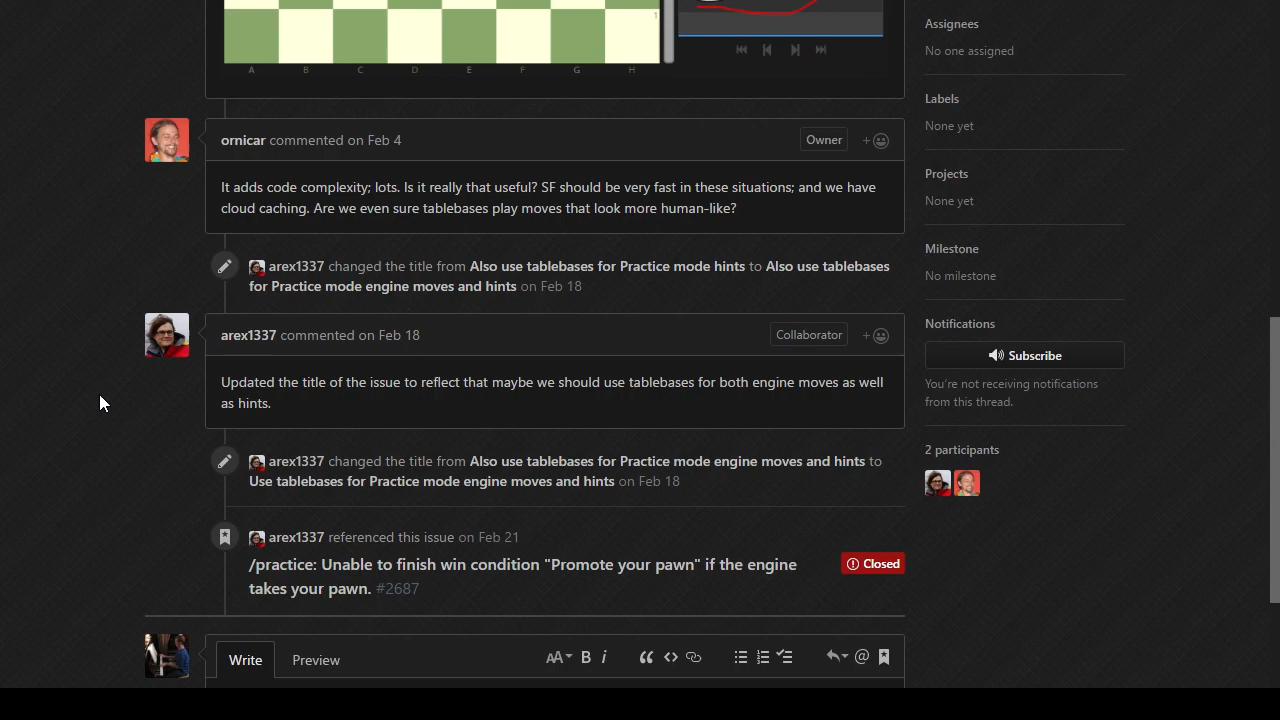 1
A B C D E F G H
Assignees
No one assigned
Labels
None yet
Projects
None yet
Milestone
No milestone
Notifications
Subscribe
You're not receiving notifications
from this thread.
2 participants
ornicar commented on Feb 4
Owner
It adds code complexity; lots. Is it really that useful? SF should be very fast in these situations; and we have
cloud caching. Are we even sure tablebases play moves that look more human-like?
arex1337 changed the title from Also use tablebases for Practice mode hints to Also use tablebases
for Practice mode engine moves and hints on Feb 18
arex1337 commented on Feb 18
Collaborator
Updated the title of the issue to reflect that maybe we should use tablebases for both engine moves as well
as hints.
arex1337 changed the title from Also use tablebases for Practice mode engine moves and hints to
Use tablebases for Practice mode engine moves and hints on Feb 18
arex1337 referenced this issue on Feb 21
/practice: Unable to finish win condition "Promote your pawn" if the engine
takes your pawn. #2687
Closed
Write
Preview
AA B i